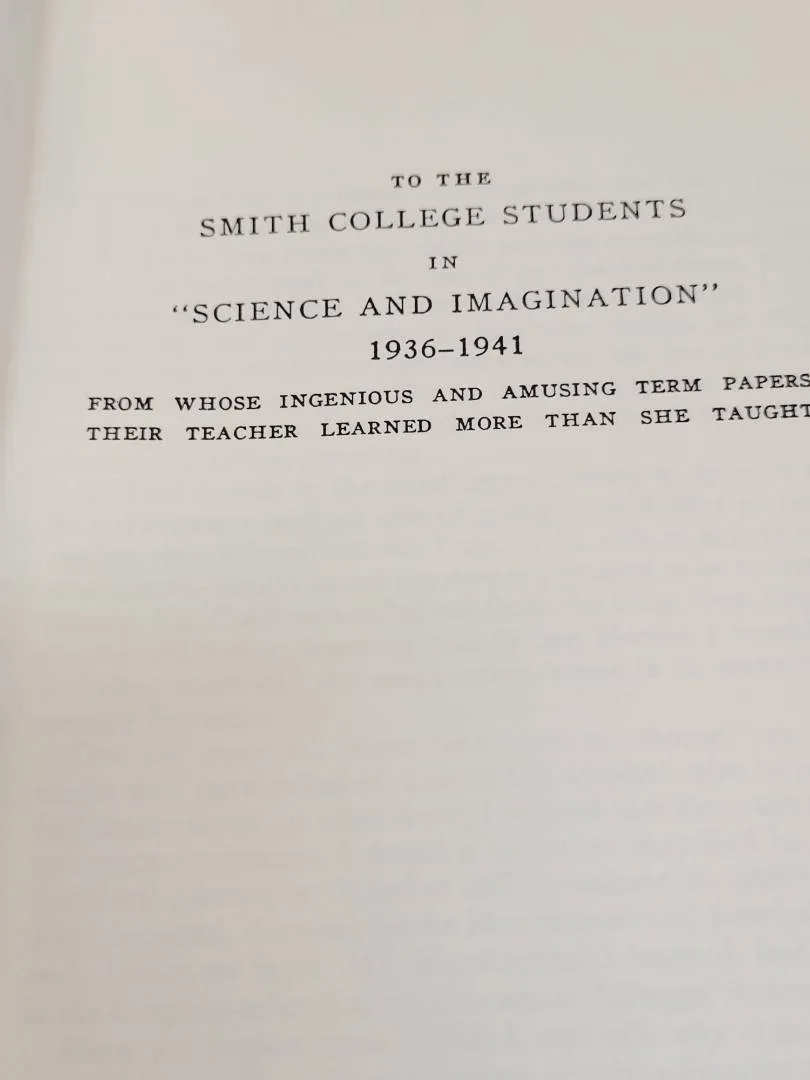 TO THE
SMITH COLLEGE STUDENTS
IN
“SCIENCE AND IMAGINATION”
1936–1941
FROM WHOSE INGENIOUS AND AMUSING TERM PAPERS
THEIR TEACHER LEARNED MORE THAN SHE TAUGHT